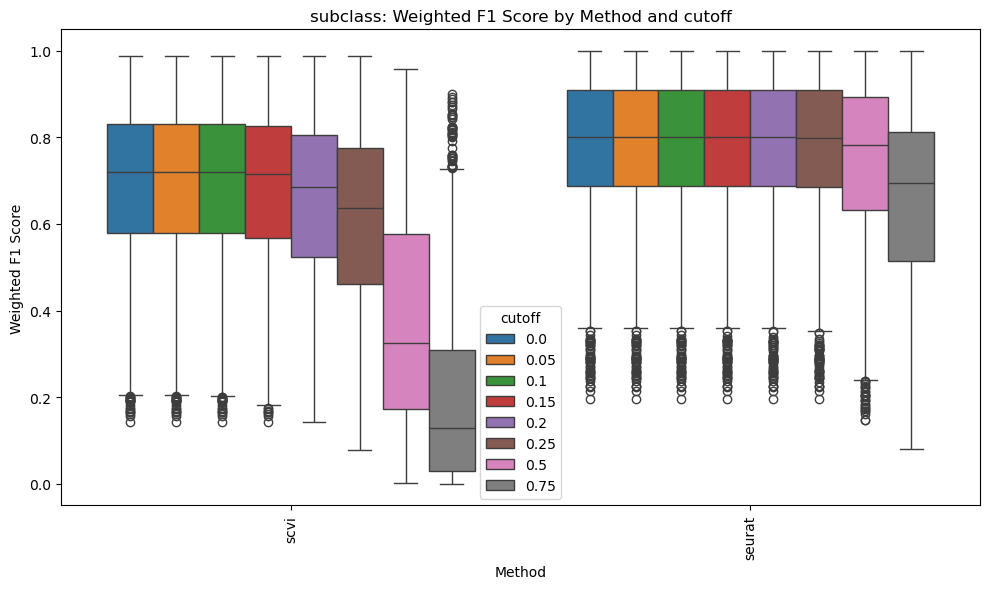 subclass: Weighted F1 Score by Method and cutoff
Weighted F1 Score
1.0
0.8
0.6
0.4
0.2
0.0
cutoff
0.0
0.05
0.1
0.15
0.2
0.25
0.5
0.75
scvi
seurat
Method